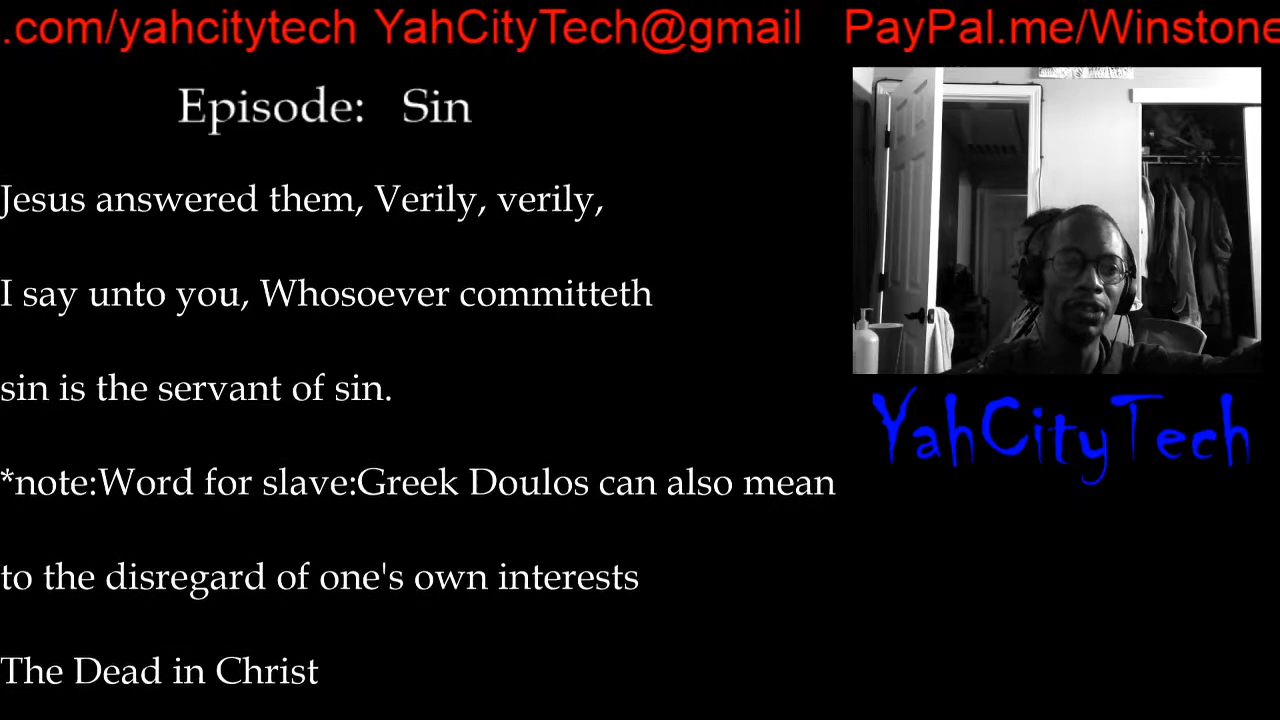 .com/yahcitytech YahCityTech@gmail PayPal.me/Winstone
Episode: Sin
Jesus answered them, Verily, verily,
I say unto you, Whosoever committeth
sin is the servant of sin.
*note:Word for slave:Greek Doulos can also mean
to the disregard of one's own interests
The Dead in Christ
YahCityTech